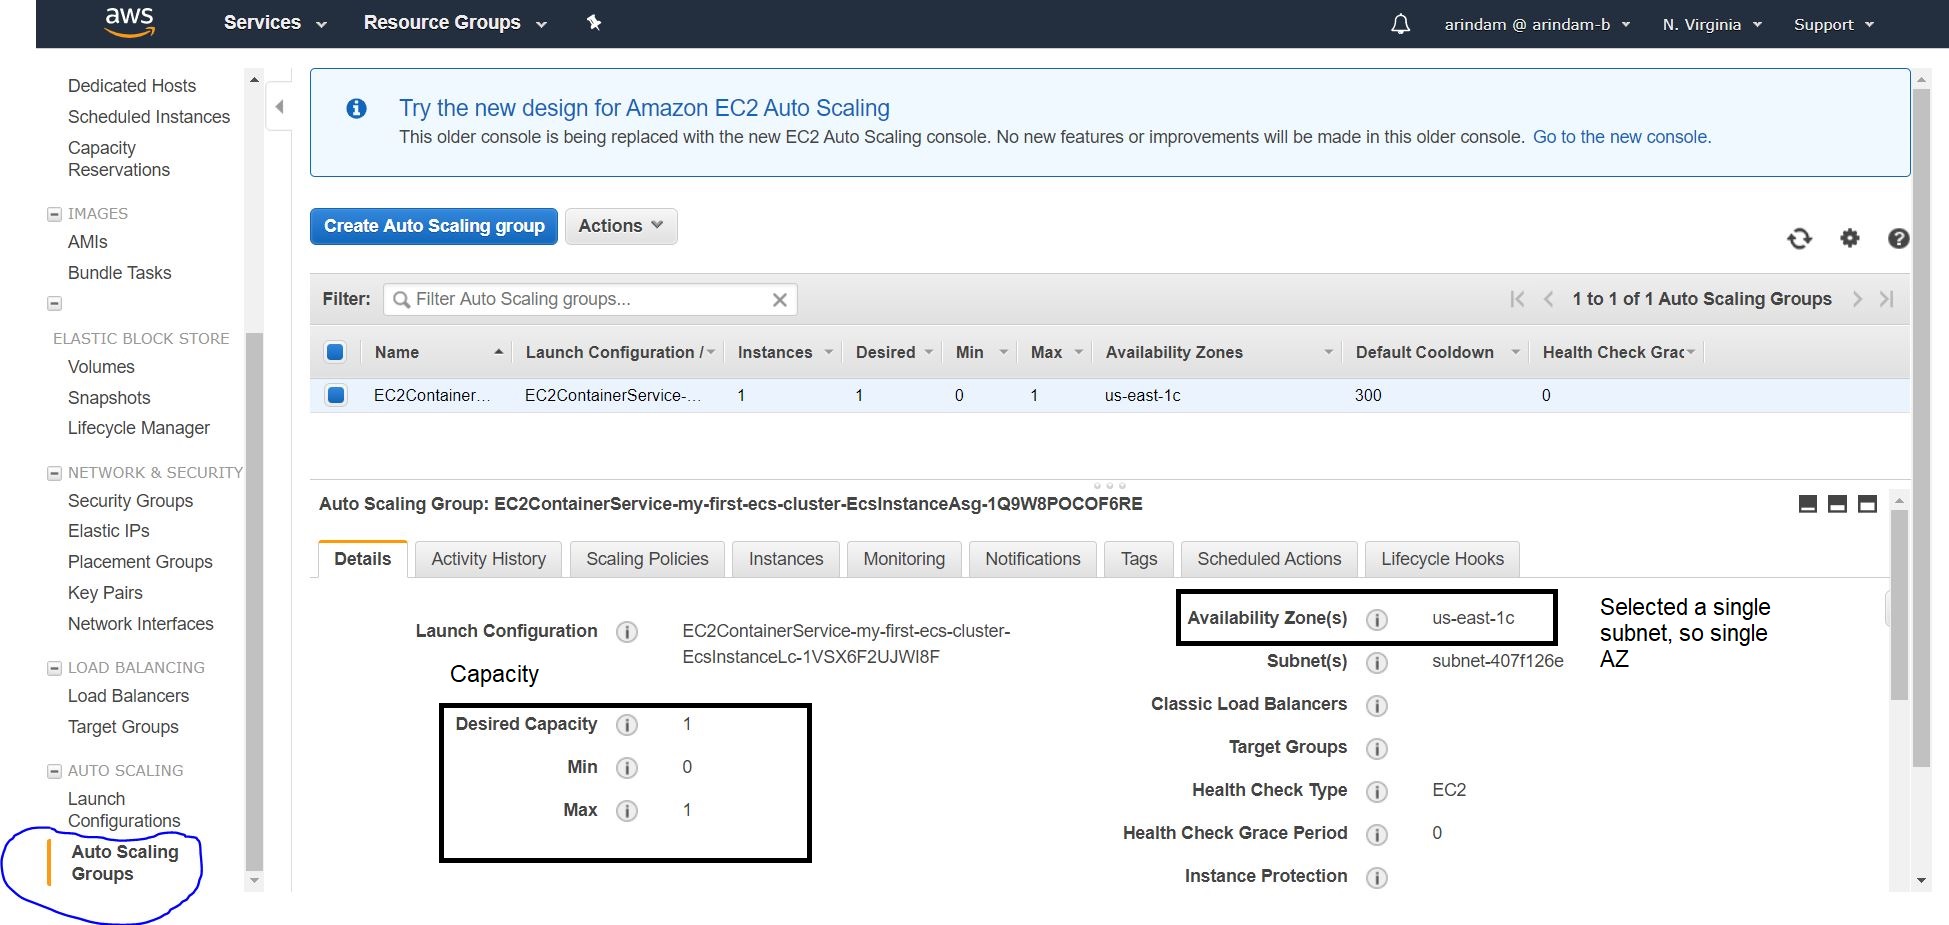 aws Services Resource Groups arindam @ arindam-b N. Virginia Support
Dedicated Hosts
Scheduled Instances
Capacity
Reservations
IMAGES
AMIs
Bundle Tasks
ELASTIC BLOCK STORE
Volumes
Snapshots
Lifecycle Manager
NETWORK & SECURITY
Security Groups
Elastic IPs
Placement Groups
Key Pairs
Network Interfaces
LOAD BALANCING
Load Balancers
Target Groups
AUTO SCALING
Launch
Configurations
Auto Scaling
Groups
Try the new design for Amazon EC2 Auto Scaling
This older console is being replaced with the new EC2 Auto Scaling console. No new features or improvements will be made in this older console. Go to the new console.
Create Auto Scaling group Actions
Filter: Filter Auto Scaling groups... 1 to 1 of 1 Auto Scaling Groups
Name Launch Configuration / Instances Desired Min Max Availability Zones Default Cooldown Health Check Grac
EC2Container... EC2ContainerService-... 1 1 0 1 us-east-1c 300 0
Auto Scaling Group: EC2ContainerService-my-first-ecs-cluster-EcsInstanceAsg-1Q9W8POCOF6RE
Details Activity History Scaling Policies Instances Monitoring Notifications Tags Scheduled Actions Lifecycle Hooks
Launch Configuration EC2ContainerService-my-first-ecs-cluster-
EcsInstanceLc-1VSX6F2UJWI8F
Capacity
Desired Capacity 1
Min 0
Max 1
Availability Zone(s) us-east-1c
Subnet(s) subnet-407f126e
Classic Load Balancers
Target Groups
Health Check Type EC2
Health Check Grace Period 0
Instance Protection
Selected a single
subnet, so single
AZ